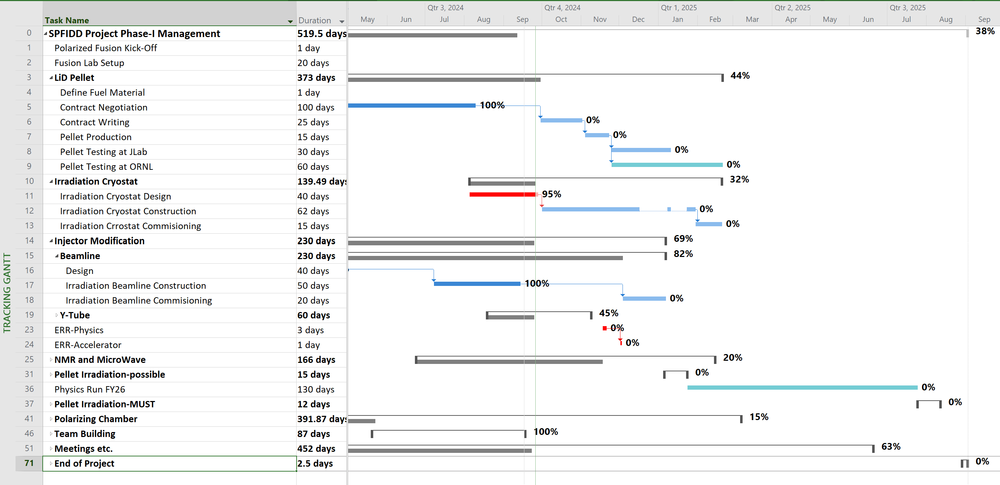 Qtr 3, 2024 Qtr 4, 2024 Qtr 1, 2025 Qtr 2, 2025 Qtr 3, 2025
Task Name Duration May Jun Jul Aug Sep Oct Nov Dec Jan Feb Mar Apr May Jun Jul Aug Sep
0 SPFIDD Project Phase-I Management 519.5 days 38%
1 Polarized Fusion Kick-Off 1 day
2 Fusion Lab Setup 20 days
3 LiD Pellet 373 days 44%
4 Define Fuel Material 1 day
5 Contract Negotiation 100 days 100%
6 Contract Writing 25 days 0%
7 Pellet Production 15 days 0%
8 Pellet Testing at JLab 30 days 0%
9 Pellet Testing at ORNL 60 days 0%
10 Irradiation Cryostat 139.49 days 32%
11 Irradiation Cryostat Design 40 days 95%
12 Irradiation Cryostat Construction 62 days 0%
13 Irradiation Crrostat Commisioning 15 days 0%
14 Injector Modification 230 days 69%
15 Beamline 230 days 82%
16 Design 40 days
17 Irradiation Beamline Construction 50 days 100%
18 Irradiation Beamline Commisioning 20 days 0%
19 Y-Tube 60 days 45%
23 ERR-Physics 3 days 0%
24 ERR-Accelerator 1 day 0%
25 NMR and MicroWave 166 days 20%
31 Pellet Irradiation-possible 15 days 0%
36 Physics Run FY26 130 days 0%
37 Pellet Irradiation-MUST 12 days 0%
41 Polarizing Chamber 391.87 days 15%
46 Team Building 87 days 100%
51 Meetings etc. 452 days 63%
71 End of Project 2.5 days 0%
TRACKING GANTT